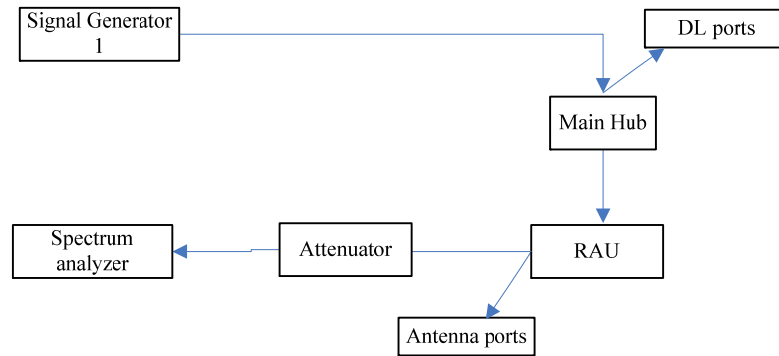 Signal Generator
1
DL ports
Main Hub
Spectrum
analyzer
Attenuator
RAU
Antenna ports